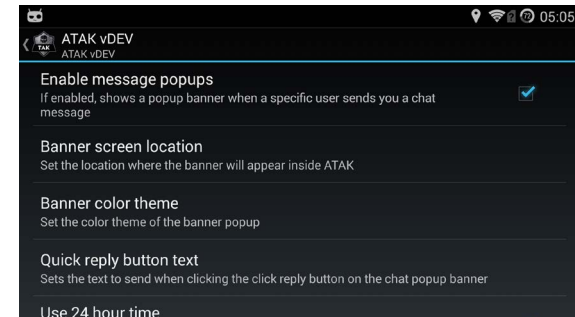 05:05
ATAK vDEV
ATAK vDEV
Enable message popups
If enabled, shows a popup banner when a specific user sends you a chat
message
Banner screen location
Set the location where the banner will appear inside ATAK
Banner color theme
Set the color theme of the banner popup
Quick reply button text
Sets the text to send when clicking the click reply button on the chat popup banner
Use 24 hour time